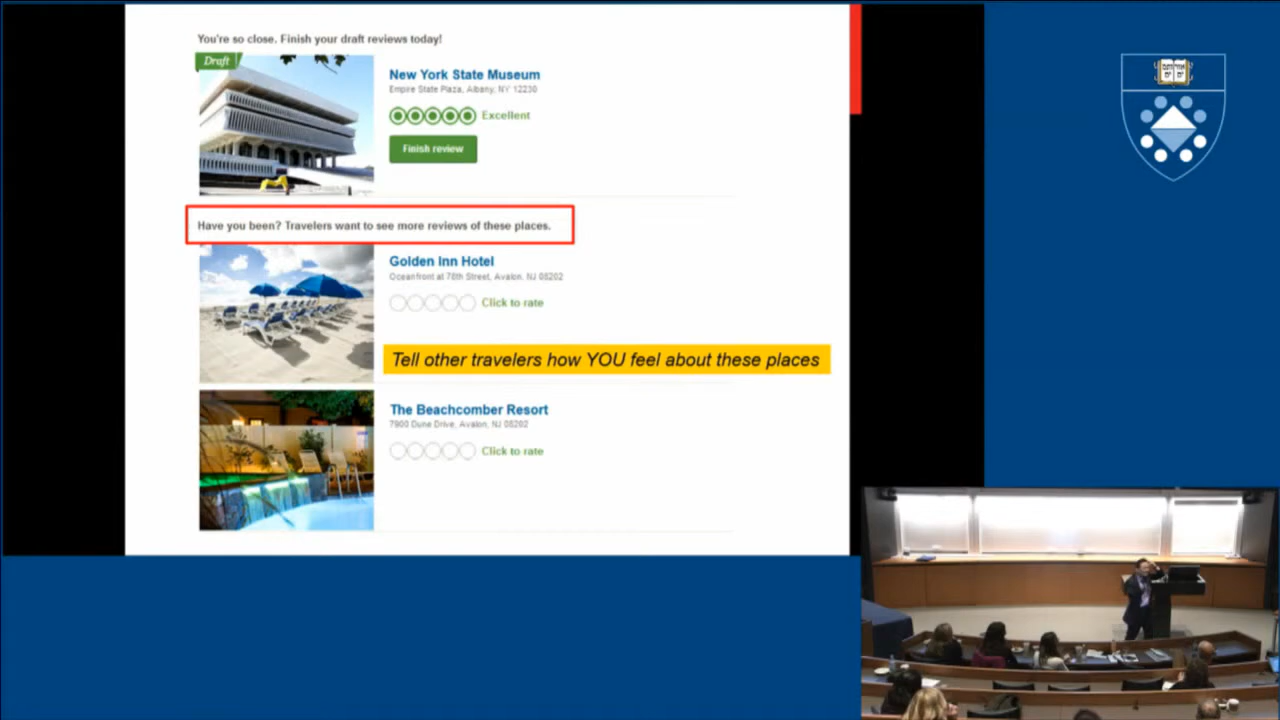 You're so close. Finish your draft reviews today!
Draft
New York State Museum
Empire State Plaza, Albany, NY 12230
Excellent
Finish review
Have you been? Travelers want to see more reviews of these places.
Golden Inn Hotel
Oceanfront at 78th Street, Avalon, NJ 08202
Click to rate
Tell other travelers how YOU feel about these places
The Beachcomber Resort
7900 Dune Drive, Avalon, NJ 08202
Click to rate